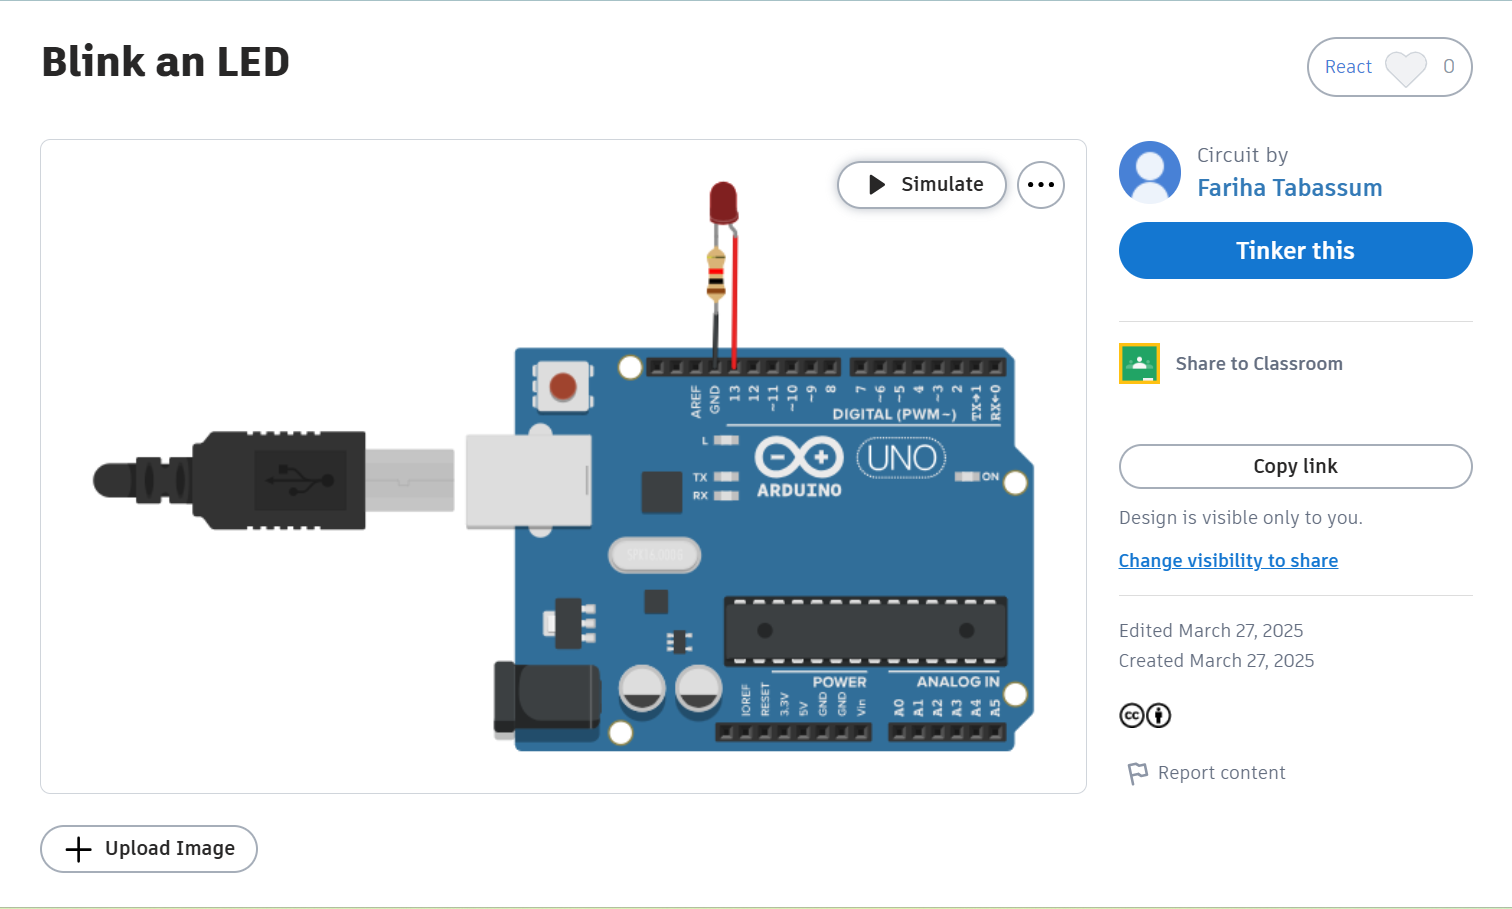 Blink an LED
React 0
Simulate
Circuit by
Fariha Tabassum
Tinker this
Share to Classroom
Copy link
Design is visible only to you.
Change visibility to share
Edited March 27, 2025
Created March 27, 2025
cc
Report content
AREF
GND
13
12
~11
~10
~9
8
7
~6
~5
4
~3
2
TX→1
RX←0
DIGITAL (PWM~)
L
TX
RX
ARDUINO
UNO
ON
POWER
ANALOG IN
IOREF
RESET
3.3V
5V
GND
GND
Vin
A0
A1
A2
A3
A4
A5
Upload Image